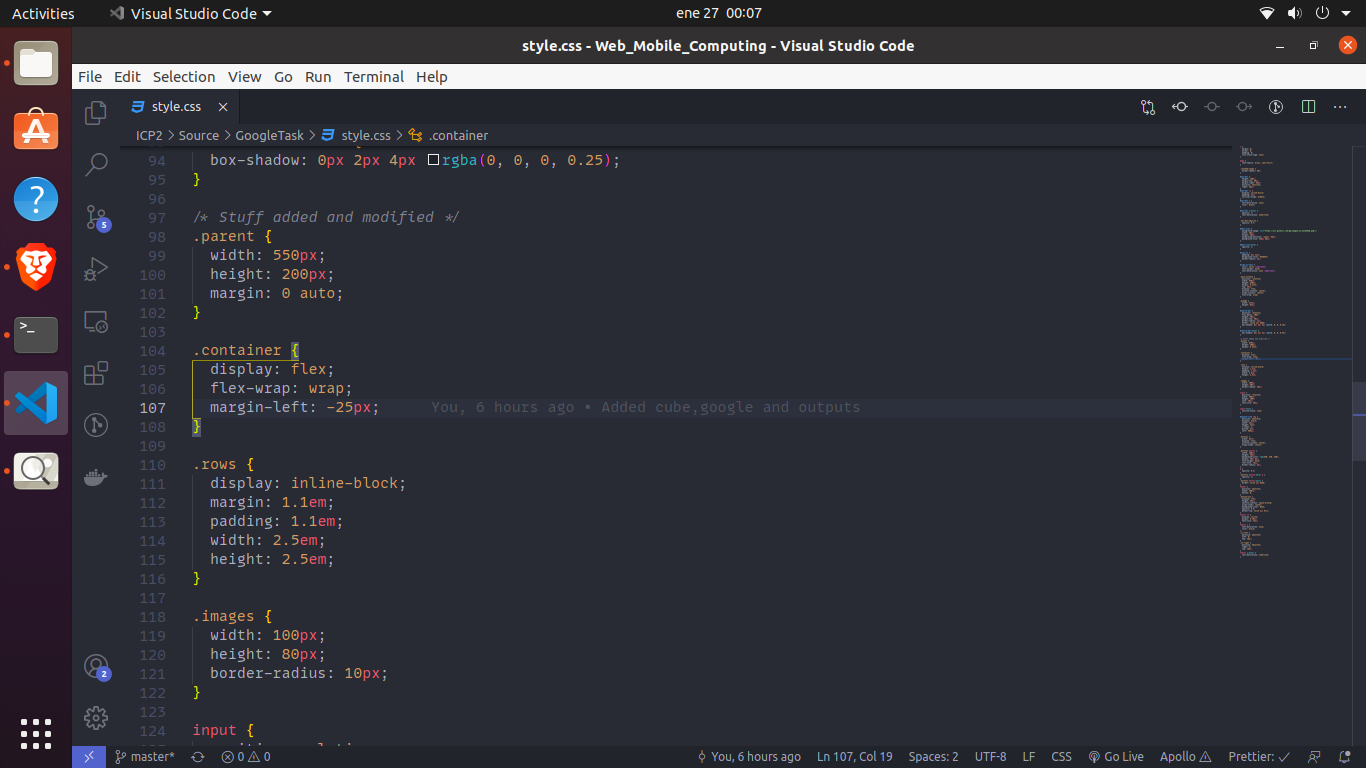 Activities
Visual Studio Code
ene 27 00:07
style.css - Web_Mobile_Computing - Visual Studio Code
File Edit Selection View Go Run Terminal Help
style.css
ICP2 > Source > GoogleTask > style.css > .container
94 box-shadow: 0px 2px 4px rgba(0, 0, 0, 0.25);
95 }
96
97 /* Stuff added and modified */
98 .parent {
99 width: 550px;
100 height: 200px;
101 margin: 0 auto;
102 }
103
104 .container {
105 display: flex;
106 flex-wrap: wrap;
107 margin-left: -25px; You, 6 hours ago • Added cube,google and outputs
108 }
109
110 .rows {
111 display: inline-block;
112 margin: 1.1em;
113 padding: 1.1em;
114 width: 2.5em;
115 height: 2.5em;
116 }
117
118 .images {
119 width: 100px;
120 height: 80px;
121 border-radius: 10px;
122 }
123
124 input {
5
2
master* 0 0 You, 6 hours ago Ln 107, Col 19 Spaces: 2 UTF-8 LF CSS Go Live Apollo Prettier: